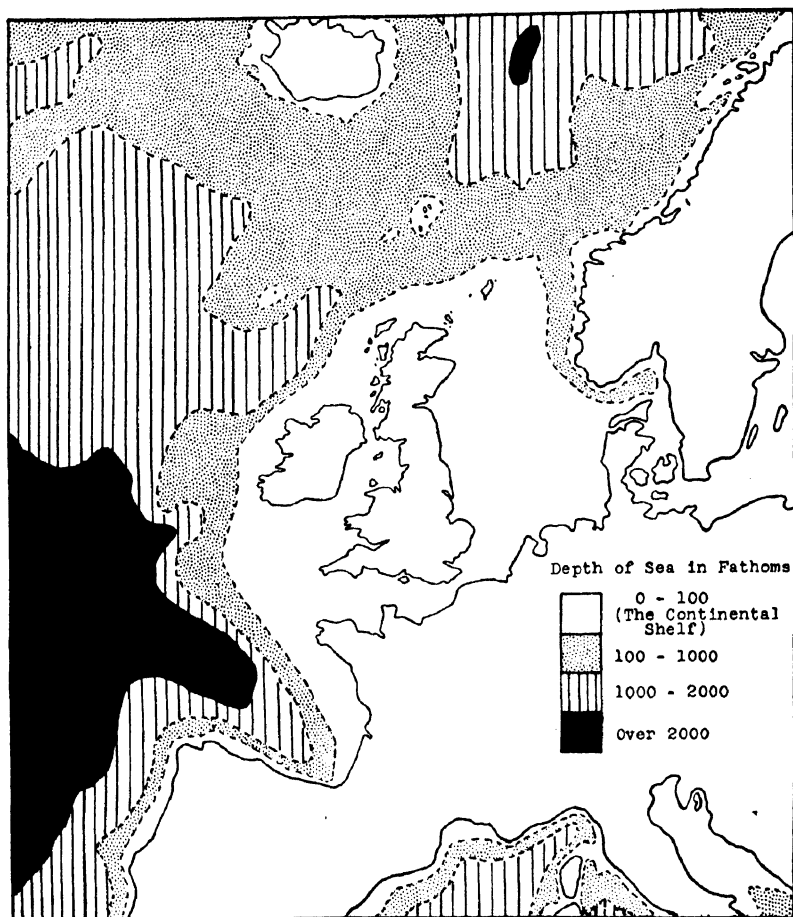 Depth of Sea in Fathoms
0 - 100
(The Continental
Shelf)
100 - 1000
1000 - 2000
Over 2000